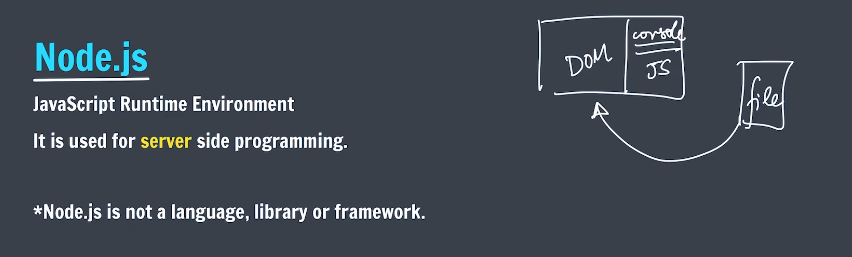 Node.js
JavaScript Runtime Environment
It is used for server side programming.
*Node.js is not a language, library or framework.
DOM
console
JS
file